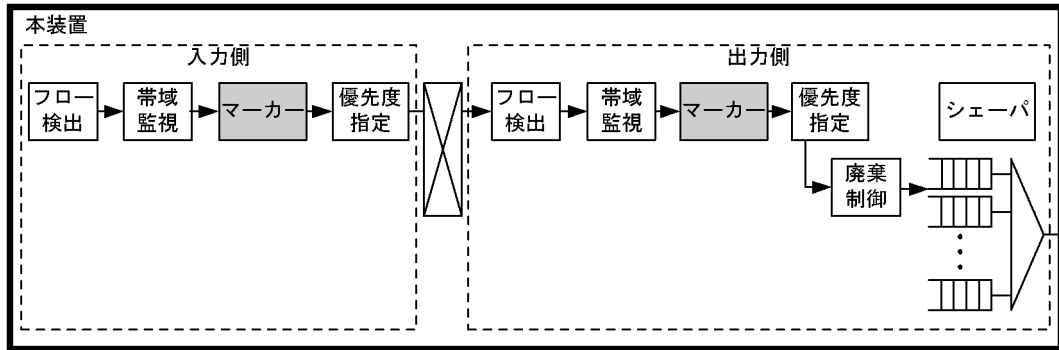 本装置
入力側
フロー
検出
帯域
監視
マーカー
優先度
指定
出力側
フロー
検出
帯域
監視
マーカー
優先度
指定
シェーパ
廃棄
制御